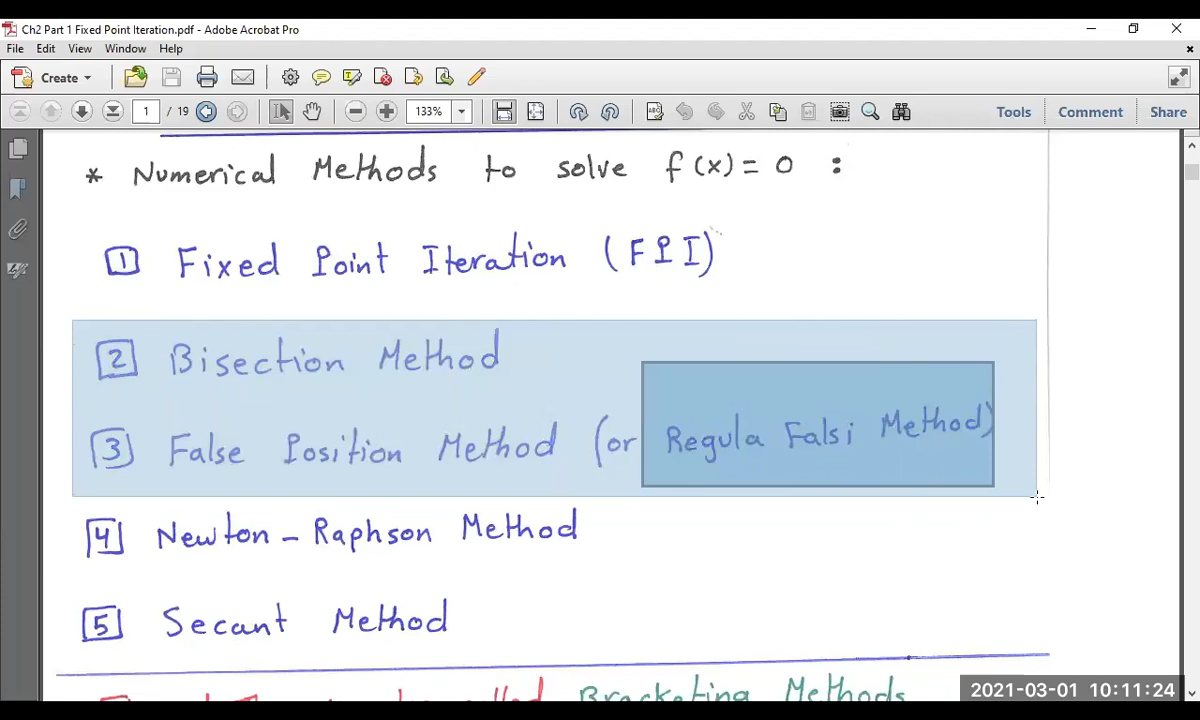 Ch2 Part 1 Fixed Point Iteration.pdf - Adobe Acrobat Pro
File Edit View Window Help
Create
1 / 19 133% Tools Comment Share
* Numerical Methods to solve f(x) = 0 :
1 Fixed Point Iteration (FPI)
2 Bisection Method
3 False Position Method (or Regula Falsi Method)
4 Newton - Raphson Method
5 Secant Method
called Bracketing Methods
2021-03-01 10:11:24